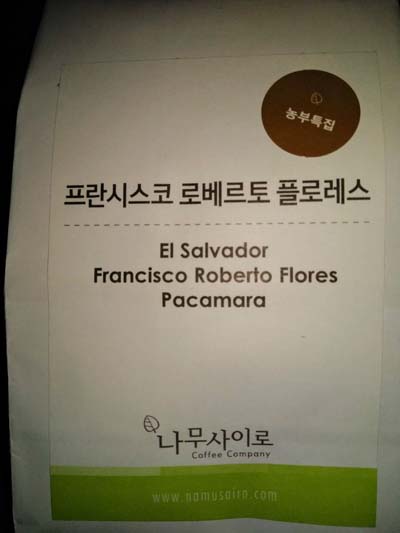 농부특집
프란시스코 로베르토 플로레스
El Salvador
Francisco Roberto Flores
Pacamara
나무사이로
Coffee Company
www.namusairo.com